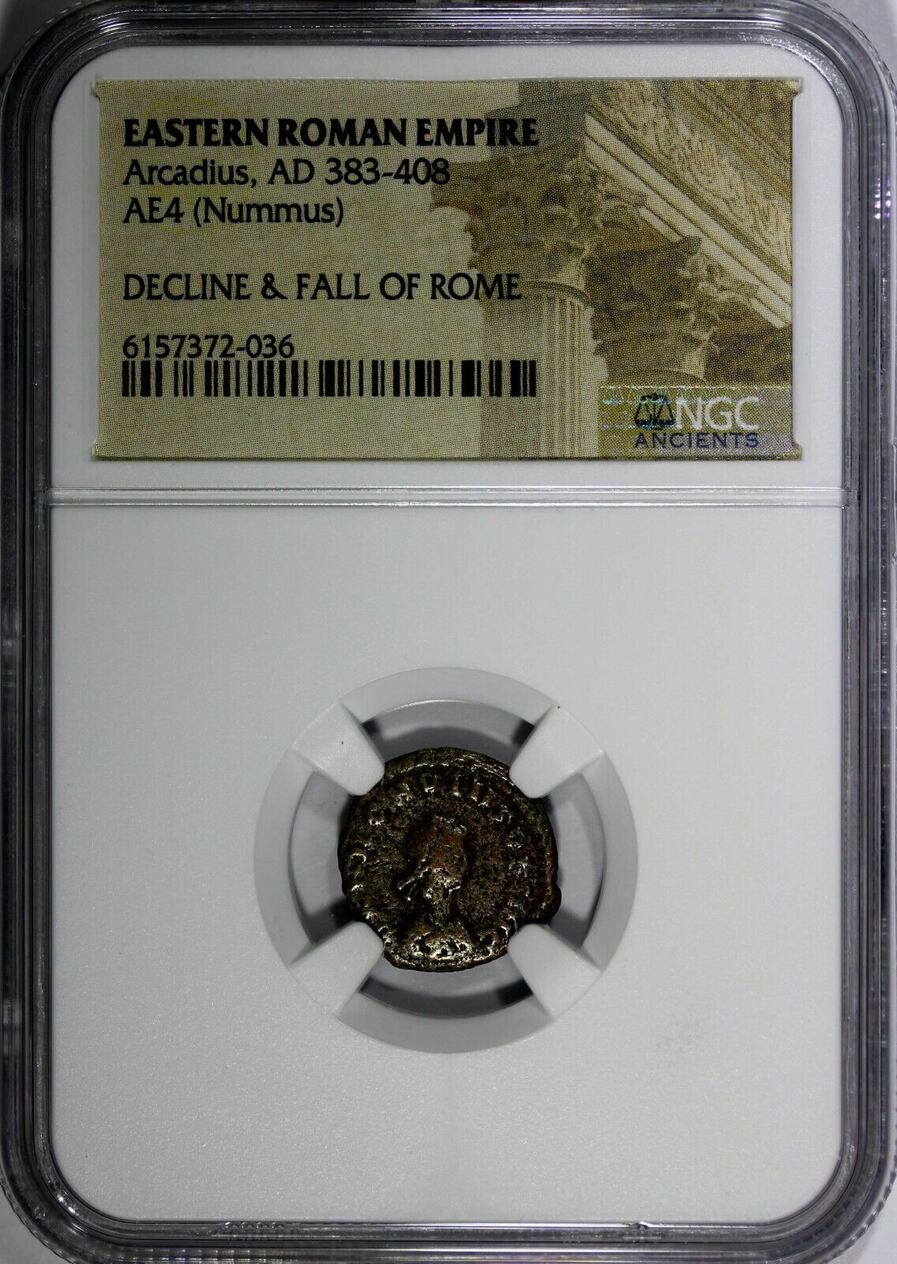 EASTERN ROMAN EMPIRE
Arcadius, AD 383-408
AE4 (Nummus)
DECLINE & FALL OF ROME
6157372-036
NGC
ANCIENTS